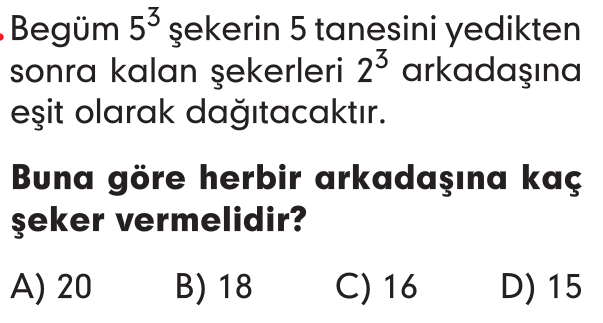 Begüm 5³ şekerin 5 tanesini yedikten
sonra kalan şekerleri 2³ arkadaşına
eşit olarak dağıtacaktır.
Buna göre herbir arkadaşına kaç
şeker vermelidir?
A) 20 B) 18 C) 16 D) 15